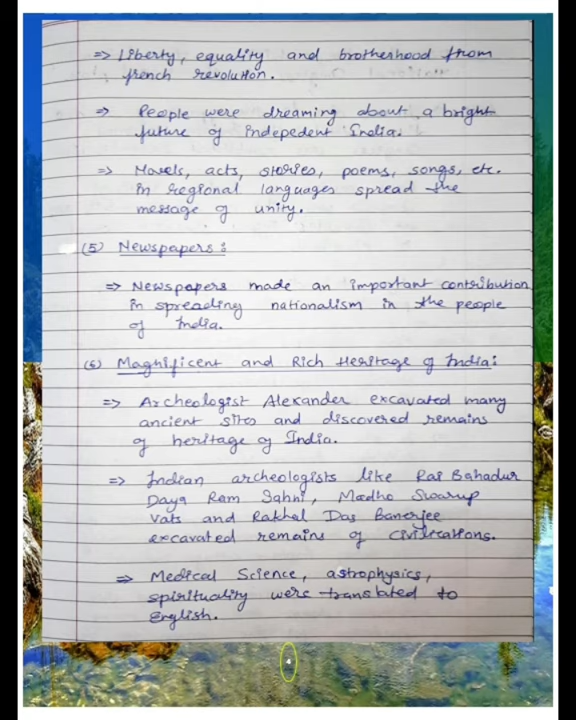 => Liberty, equality and brotherhood from
french revolution.
=> People were dreaming about a bright
future of indepedent India.
=> Novels, acts, stories, poems, songs, etc.
in regional languages spread the
message of unity.
(5) Newspapers :
=> Newspapers made an important contribution
in spreading nationalism in the people
of India.
(6) Magnificent and Rich Heritage of India:
=> Archeologist Alexander excavated many
ancient sites and discovered remains
of heritage of India.
=> Indian archeologists like Rai Bahadur
Daya Ram Sahni, Madho Swarup
Vats and Rakhal Das Banerjee
excavated remains of civilizations.
=> Medical Science, astrophysics,
spirituality were translated to
English.
4